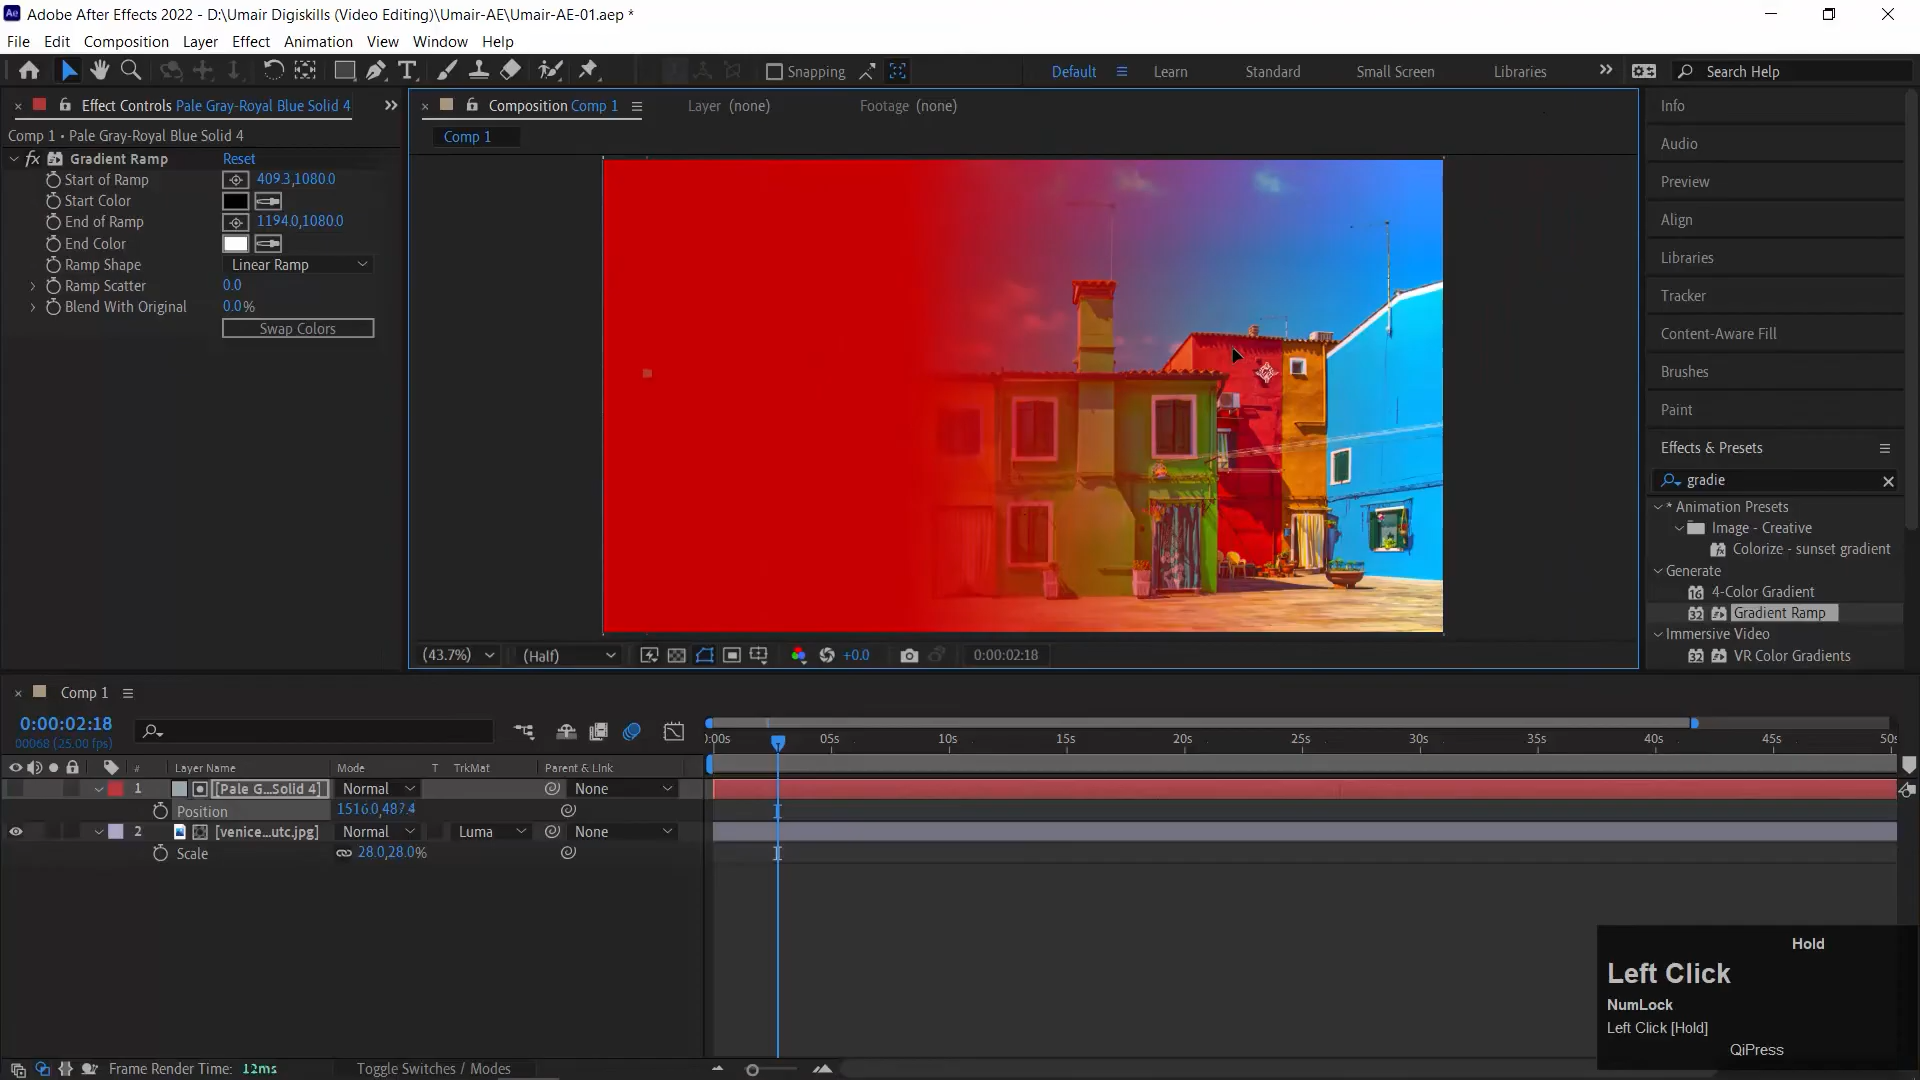 Adobe After Effects 2022 - D:\Umair Digiskills (Video Editing)\Umair-AE\Umair-AE-01.aep *
File Edit Composition Layer Effect Animation View Window Help
Snapping Default Learn Standard Small Screen Libraries Search Help
Effect Controls Pale Gray-Royal Blue Solid 4
Comp 1 • Pale Gray-Royal Blue Solid 4
fx Gradient Ramp Reset
Start of Ramp 409.3,1080.0
Start Color
End of Ramp 1194.0,1080.0
End Color
Ramp Shape Linear Ramp
Ramp Scatter 0.0
Blend With Original 0.0%
Swap Colors
Composition Comp 1 Layer (none) Footage (none)
Comp 1
(43.7%) (Half) +0.0 0:00:02:18
Info
Audio
Preview
Align
Libraries
Tracker
Content-Aware Fill
Brushes
Paint
Effects & Presets
gradie
* Animation Presets
Image - Creative
Colorize - sunset gradient
Generate
16 4-Color Gradient
32 Gradient Ramp
Immersive Video
32 VR Color Gradients
Comp 1
0:00:02:18
00068 (25.00 fps)
):00s 05s 10s 15s 20s 25s 30s 35s 40s 45s 50s
# Layer Name Mode T TrkMat Parent & Link
1 [Pale G...Solid 4] Normal None
Position 1516.0,487.4
2 [venice...utc.jpg] Normal Luma None
Scale 28.0,28.0%
Frame Render Time: 12ms Toggle Switches / Modes
Hold
Left Click
NumLock
Left Click [Hold]
QiPress